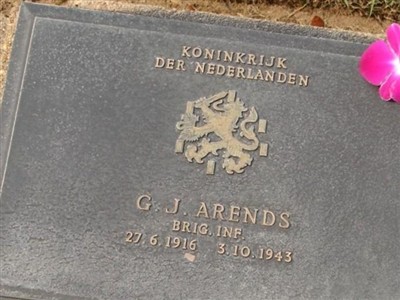 KONINKRIJK
DER NEDERLANDEN
G. J. ARENDS
BRIG. INF.
27.6.1916 3.10.1943